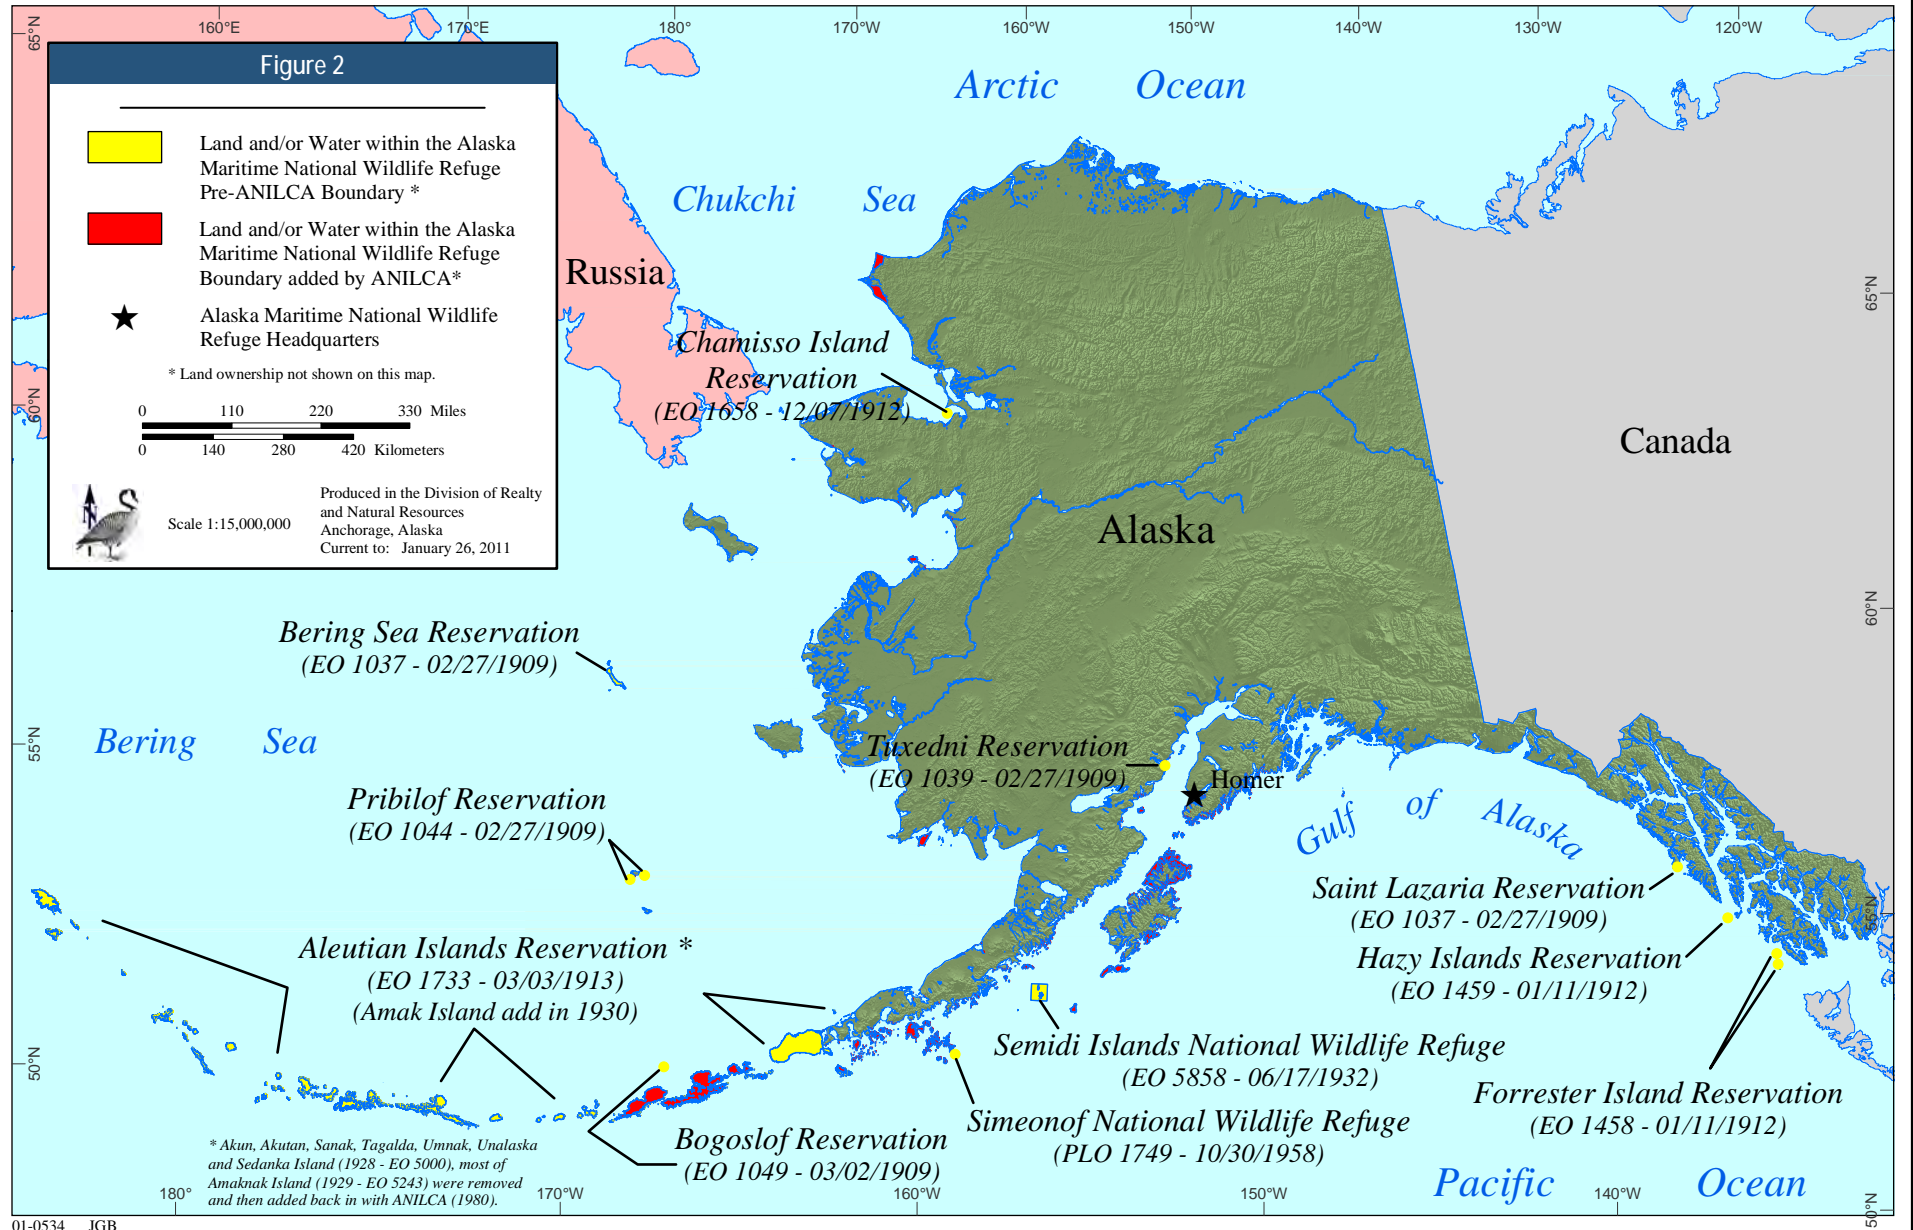 160°E
170°E
180°
170°W
160°W
150°W
140°W
130°W
120°W
65°N
60°N
55°N
50°N
65°N
60°N
55°N
50°N
Figure 2
Land and/or Water within the Alaska
Maritime National Wildlife Refuge
Pre-ANILCA Boundary *
Land and/or Water within the Alaska
Maritime National Wildlife Refuge
Boundary added by ANILCA*
Alaska Maritime National Wildlife
Refuge Headquarters
* Land ownership not shown on this map.
0 110 220 330 Miles
0 140 280 420 Kilometers
N
Scale 1:15,000,000
Produced in the Division of Realty
and Natural Resources
Anchorage, Alaska
Current to: January 26, 2011
Arctic Ocean
Chukchi Sea
Russia
Chamisso Island
Reservation
(EO 1658 - 12/07/1912)
Canada
Alaska
Bering Sea Reservation
(EO 1037 - 02/27/1909)
Bering Sea
Tuxedni Reservation
(EO 1039 - 02/27/1909)
Homer
Pribilof Reservation
(EO 1044 - 02/27/1909)
Gulf of Alaska
Saint Lazaria Reservation
(EO 1037 - 02/27/1909)
Aleutian Islands Reservation *
(EO 1733 - 03/03/1913)
(Amak Island add in 1930)
Hazy Islands Reservation
(EO 1459 - 01/11/1912)
Semidi Islands National Wildlife Refuge
(EO 5858 - 06/17/1932)
Forrester Island Reservation
(EO 1458 - 01/11/1912)
Simeonof National Wildlife Refuge
(PLO 1749 - 10/30/1958)
Bogoslof Reservation
(EO 1049 - 03/02/1909)
* Akun, Akutan, Sanak, Tagalda, Umnak, Unalaska
and Sedanka Island (1928 - EO 5000), most of
Amaknak Island (1929 - EO 5243) were removed
and then added back in with ANILCA (1980).
Pacific Ocean
180°
170°W
160°W
150°W
140°W
01-0534 JGB